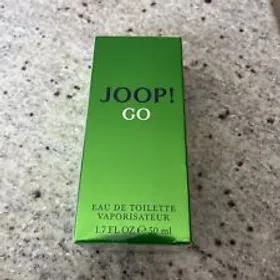 JOOP!
GO
EAU DE TOILETTE
VAPORISATEUR
1.7 FL OZ ℮ 50 ml